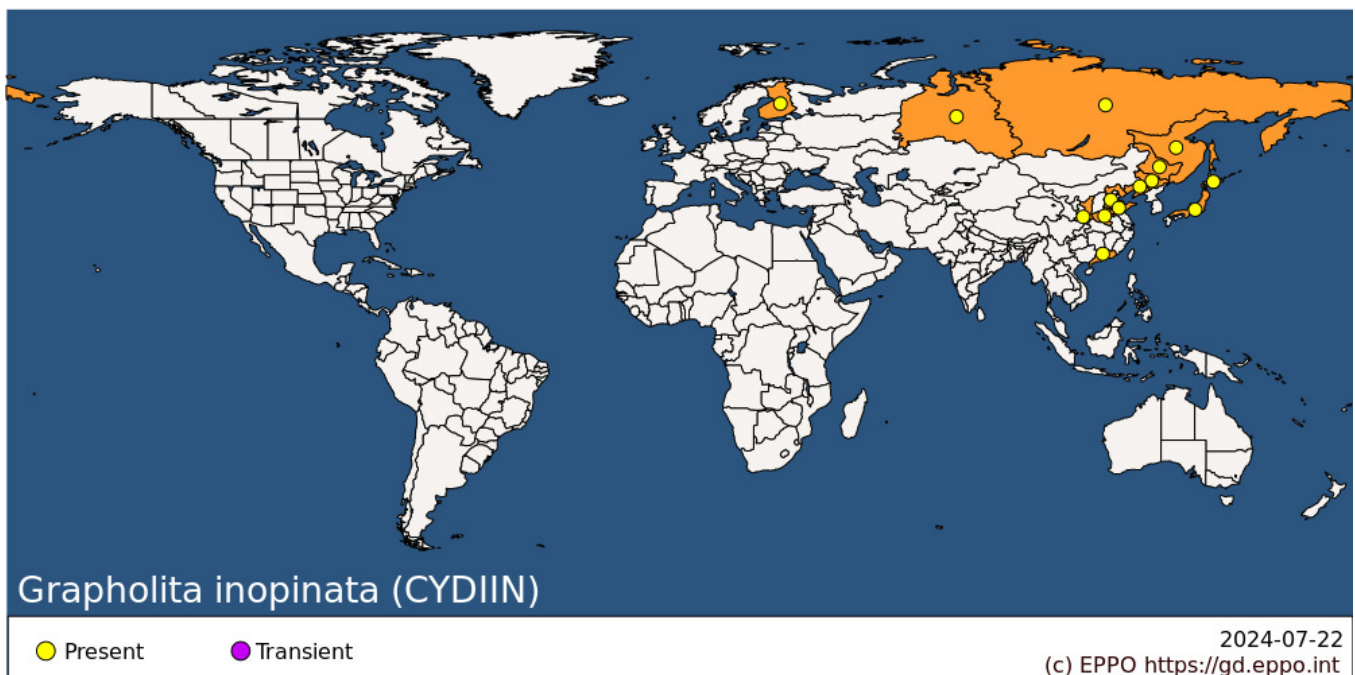 Grapholita inopinata (CYDIIN)
Present
Transient
2024-07-22
(c) EPPO https://gd.eppo.int